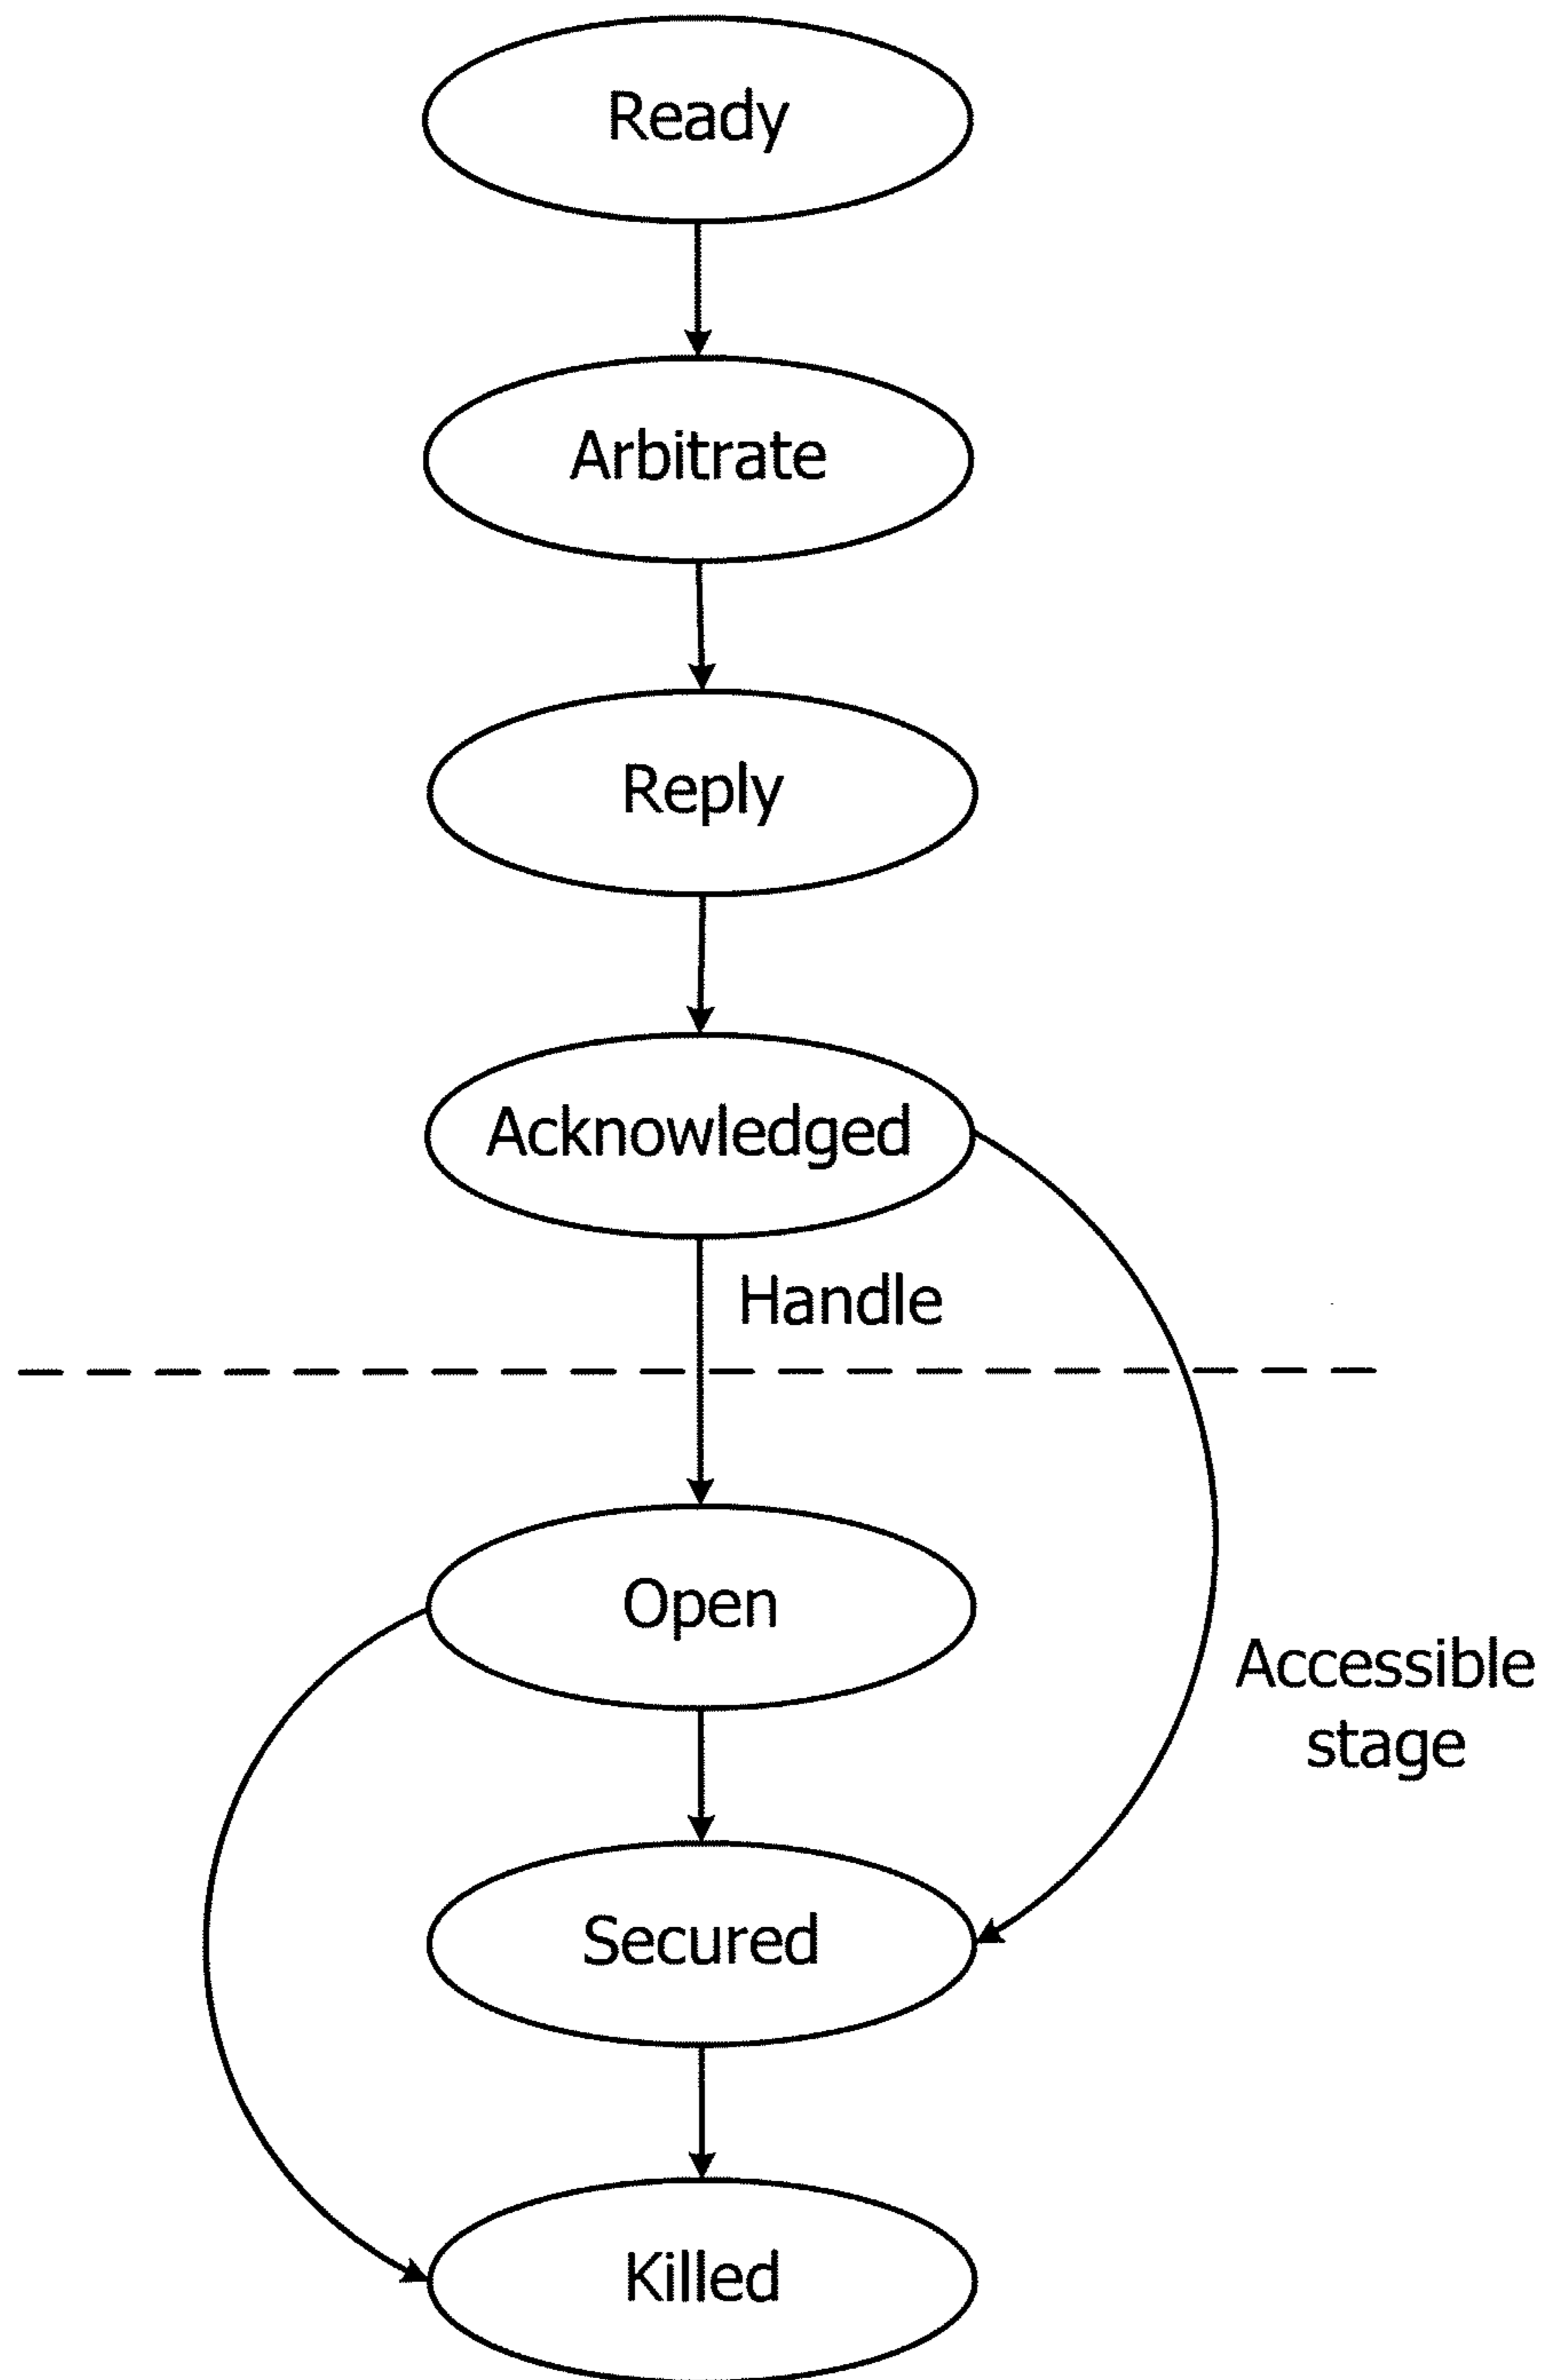 Ready
Arbitrate
Reply
Acknowledged
Handle
Open
Accessible
stage
Secured
Killed